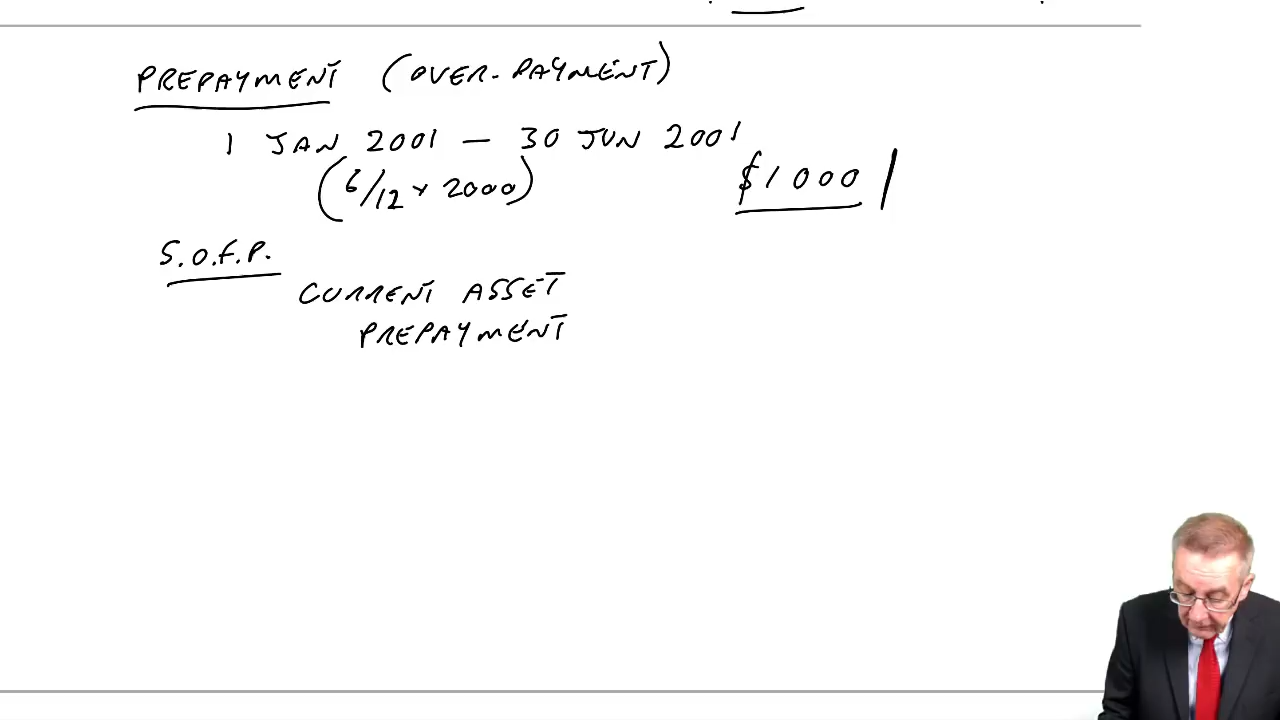 PREPAYMENT (OVER-PAYMENT)
1 JAN 2001 — 30 JUN 2001
(6/12 × 2000) $1000
S.O.F.P.
CURRENT ASSET
PREPAYMENT